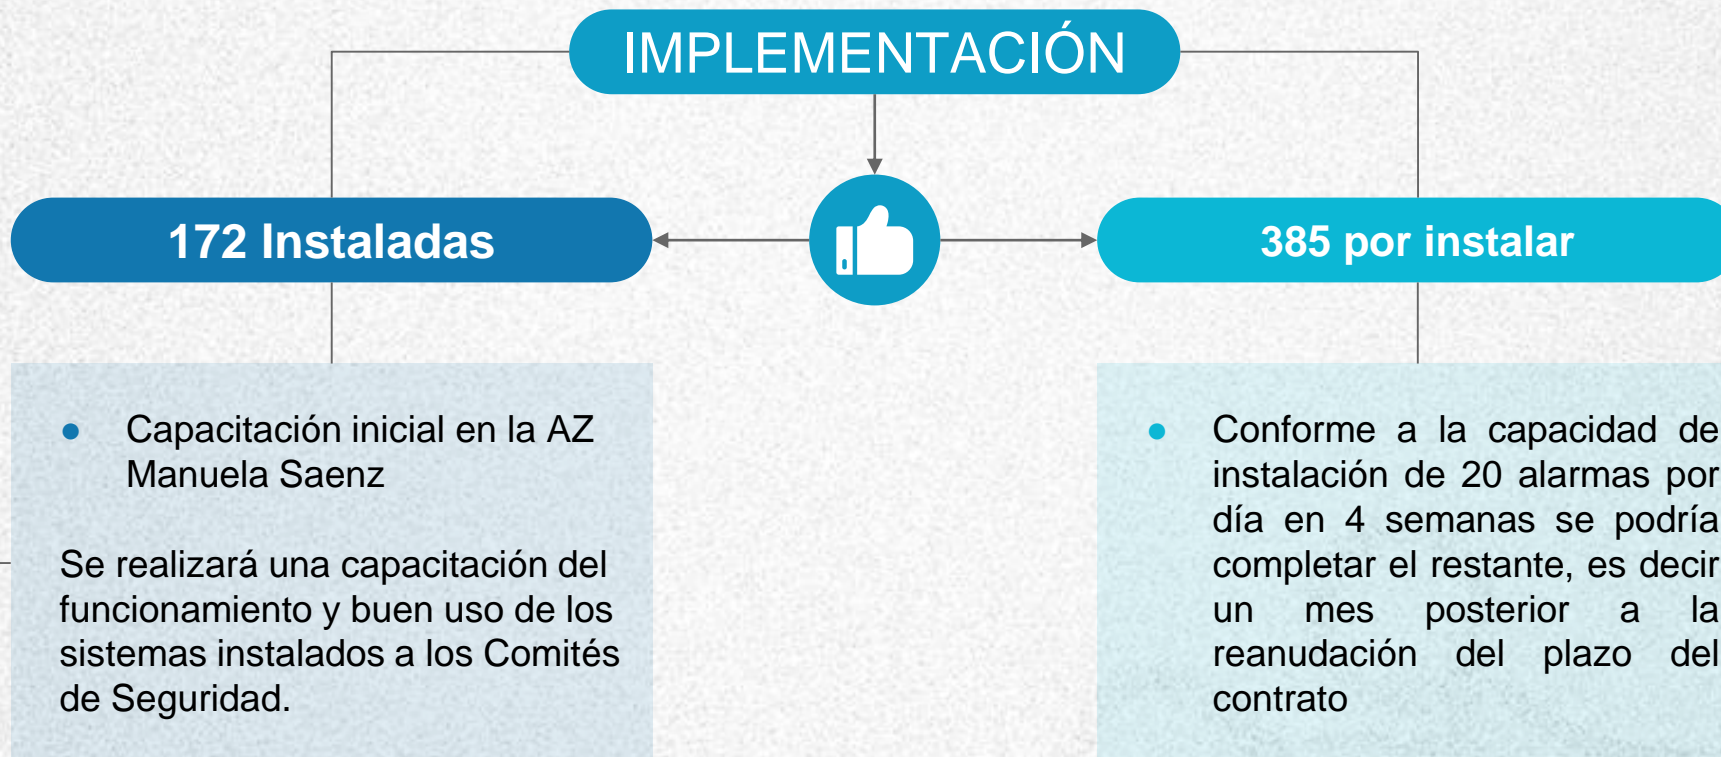 IMPLEMENTACIÓN
172 Instaladas
385 por instalar
● Capacitación inicial en la AZ
Manuela Saenz
Se realizará una capacitación del
funcionamiento y buen uso de los
sistemas instalados a los Comités
de Seguridad.
● Conforme a la capacidad de
instalación de 20 alarmas por
día en 4 semanas se podría
completar el restante, es decir
un mes posterior a la
reanudación del plazo del
contrato